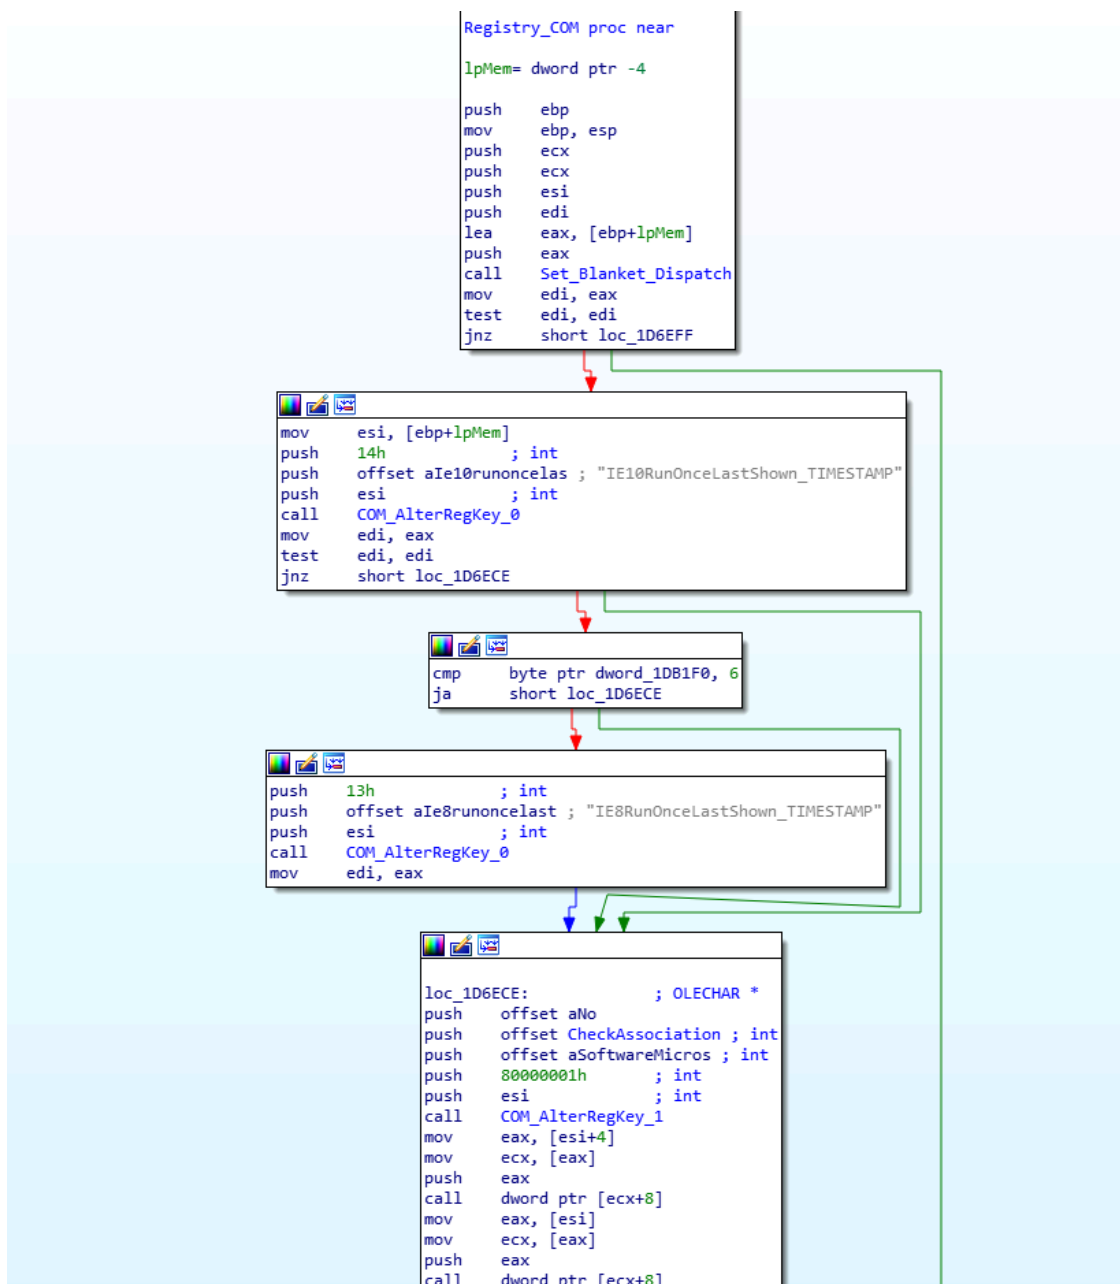 Registry_COM proc near
lpMem= dword ptr -4
push ebp
mov ebp, esp
push ecx
push ecx
push esi
push edi
lea eax, [ebp+lpMem]
push eax
call Set_Blanket_Dispatch
mov edi, eax
test edi, edi
jnz short loc_1D6EFF
mov esi, [ebp+lpMem]
push 14h ; int
push offset aIe10runoncelas ; "IE10RunOnceLastShown_TIMESTAMP"
push esi ; int
call COM_AlterRegKey_0
mov edi, eax
test edi, edi
jnz short loc_1D6ECE
cmp byte ptr dword_1DB1F0, 6
ja short loc_1D6ECE
push 13h ; int
push offset aIe8runoncelast ; "IE8RunOnceLastShown_TIMESTAMP"
push esi ; int
call COM_AlterRegKey_0
mov edi, eax
loc_1D6ECE: ; OLECHAR *
push offset aNo
push offset CheckAssociation ; int
push offset aSoftwareMicros ; int
push 80000001h ; int
push esi ; int
call COM_AlterRegKey_1
mov eax, [esi+4]
mov ecx, [eax]
push eax
call dword ptr [ecx+8]
mov eax, [esi]
mov ecx, [eax]
push eax
call dword ptr [ecx+8]